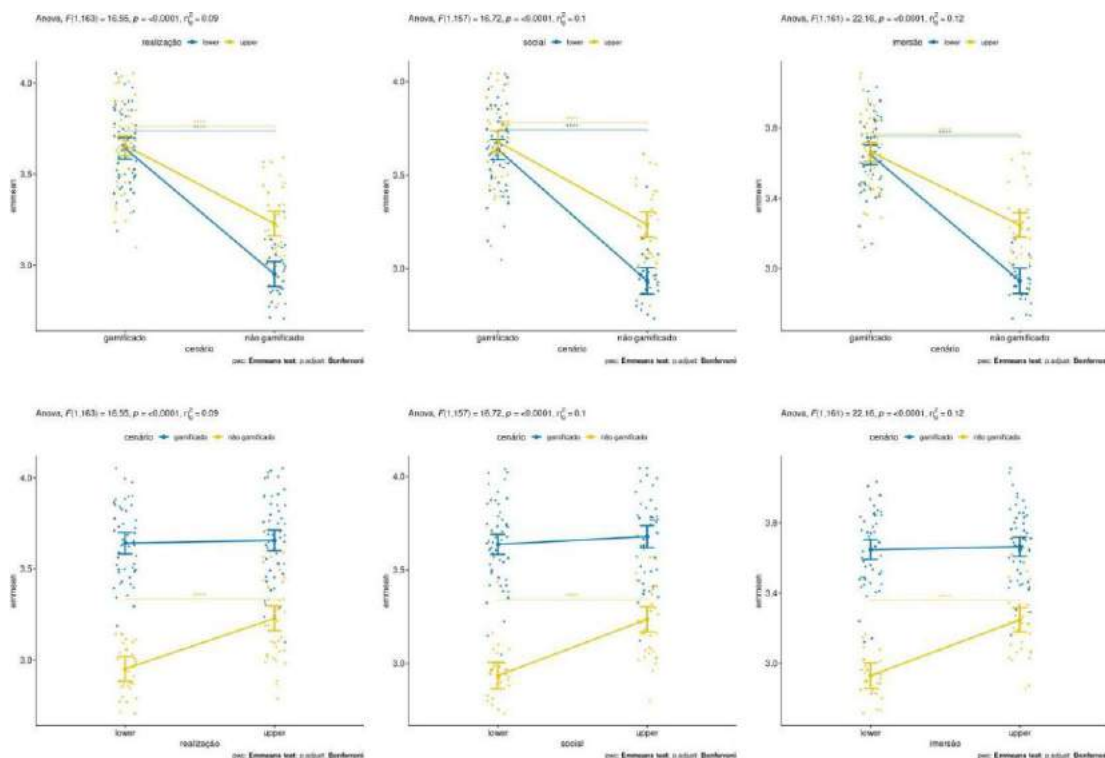 Anova, F(1,163) = 16.55, p = <0.0001, η²g = 0.09
realização lower upper
4.0
3.5
3.0
emmean
gamificado não gamificado
cenário
pwc: Emmeans test; p.adjust: Bonferroni
Anova, F(1,157) = 16.72, p = <0.0001, η²g = 0.1
social lower upper
4.0
3.5
3.0
emmean
gamificado não gamificado
cenário
pwc: Emmeans test; p.adjust: Bonferroni
Anova, F(1,161) = 22.16, p = <0.0001, η²g = 0.12
imersão lower upper
3.8
3.4
3.0
emmean
gamificado não gamificado
cenário
pwc: Emmeans test; p.adjust: Bonferroni
Anova, F(1,163) = 16.55, p = <0.0001, η²g = 0.09
cenário gamificado não gamificado
4.0
3.5
3.0
emmean
lower upper
realização
pwc: Emmeans test; p.adjust: Bonferroni
Anova, F(1,157) = 16.72, p = <0.0001, η²g = 0.1
cenário gamificado não gamificado
4.0
3.5
3.0
emmean
lower upper
social
pwc: Emmeans test; p.adjust: Bonferroni
Anova, F(1,161) = 22.16, p = <0.0001, η²g = 0.12
cenário gamificado não gamificado
3.8
3.4
3.0
emmean
lower upper
imersão
pwc: Emmeans test; p.adjust: Bonferroni